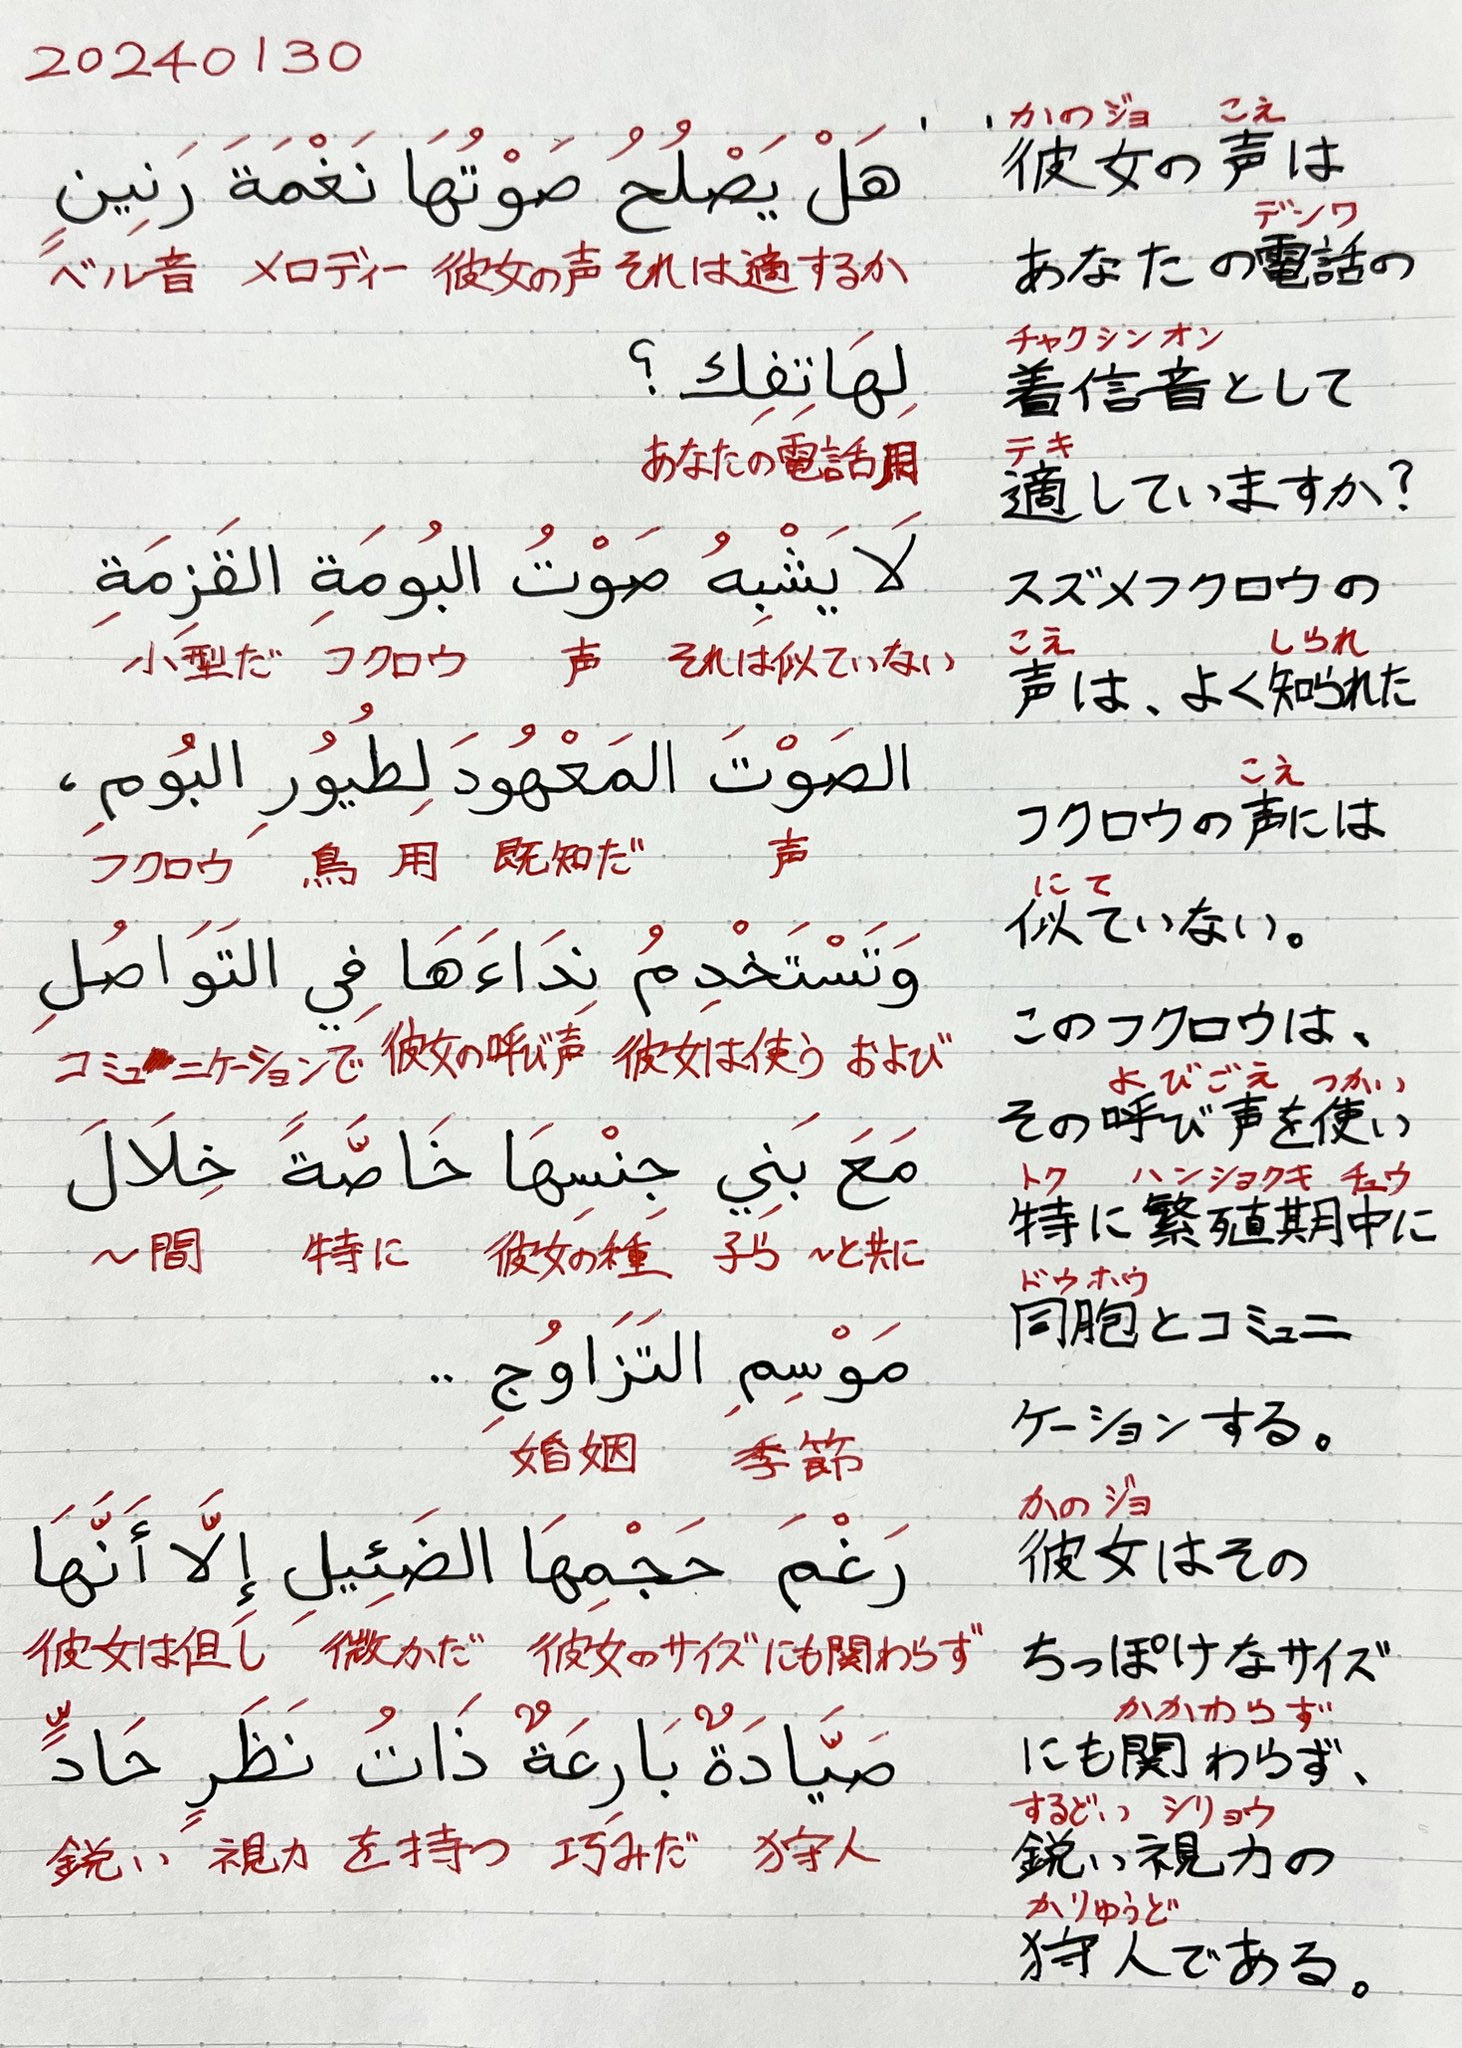 20240130
هَلْ يَصْلُحُ صَوْتُهَا نَغْمَةَ رَنِينٍ
ベル音 メロディー 彼女の声 それは適するか
لِهَاتِفِك ؟
あなたの電話用
لَا يَشْبِهُ صَوْتُ البُومَةِ القَزمَةِ
小型だ フクロウ 声 それは似ていない
الصَوْتَ المَعْهُودَ لِطُيُورِ البُومِ،
フクロウ 鳥 用 既知だ 声
وَتَسْتَخْدِمُ نِدَاءَهَا فِي التَوَاصُلِ
コミュニケーションで 彼女の呼び声 彼女は使う および
مَعَ بَنِي جِنْسِهَا خَاصَّةً خِلَالَ
〜間 特に 彼女の種 子ら 〜と共に
مَوْسِمِ التَزَاوُجِ ..
婚姻 季節
رَغْمَ حَجْمِهَا الضَئِيلِ إِلَّا أَنَّهَا
彼女は但し 微かだ 彼女のサイズにも関わらず
صَيَّادَةٌ بَارِعَةٌ ذَاتُ نَظَرٍ حَادٍّ
鋭い 視力 を持つ 巧みだ 狩人
かのジョ こえ
彼女の声は
デンワ
あなたの電話の
チャクシンオン
着信音として
テキ
適していますか?
スズメフクロウの
こえ しられ
声は、よく知られた
こえ
フクロウの声には
にて
似ていない。
このフクロウは、
よびごえ つかい
その呼び声を使い
トク ハンショクキ チュウ
特に繁殖期中に
ドウホウ
同胞とコミュニ
ケーションする。
かのジョ
彼女はその
ちっぽけなサイズ
かかわらず
にも関わらず、
するどい シリョウ
鋭い視力の
かりゅうど
狩人である。